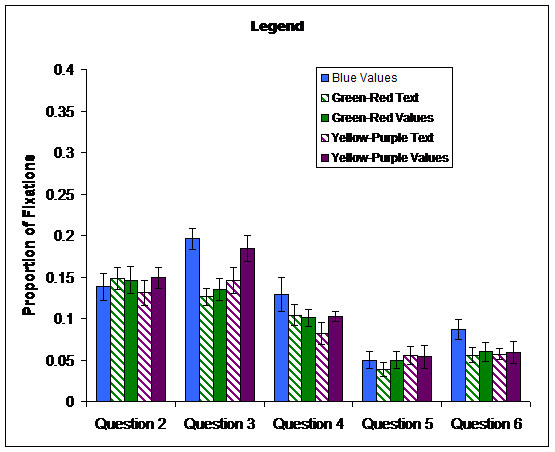 Legend
0.4
0.35
0.3
0.25
0.2
0.15
0.1
0.05
0
Proportion of Fixations
Blue Values
Green-Red Text
Green-Red Values
Yellow-Purple Text
Yellow-Purple Values
Question 2 Question 3 Question 4 Question 5 Question 6